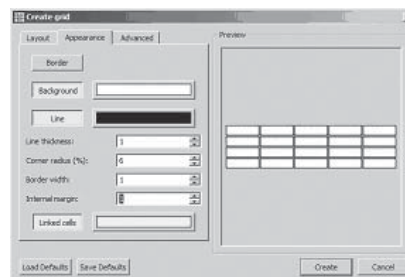 Create grid
Layout Appearance Advanced
Preview
Border
Background
Line
Line thickness: 1
Corner radius (%): 6
Border width: 1
Internal margin:
Linked cells
Load Defaults Save Defaults Create Cancel